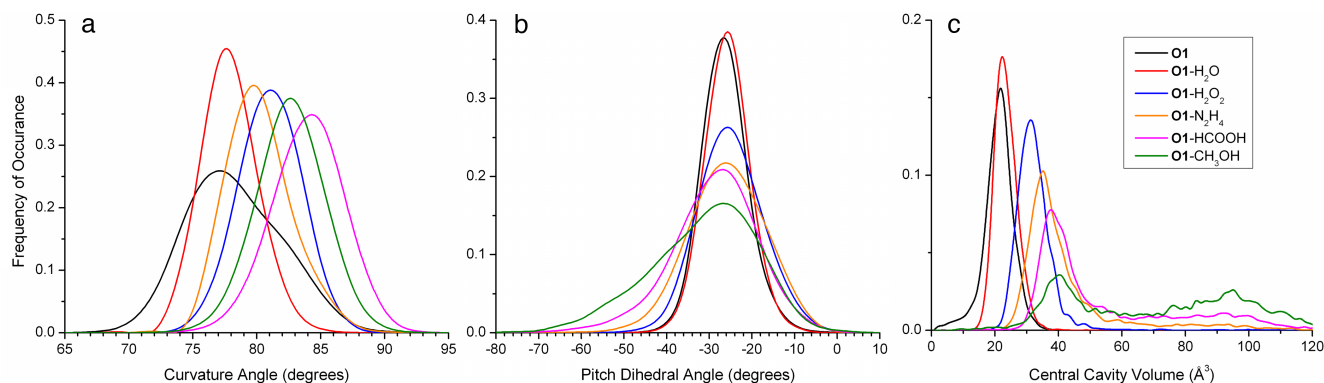 a
0.5
0.4
0.3
0.2
0.1
0.0
Frequency of Occurance
65 70 75 80 85 90 95
Curvature Angle (degrees)
b
0.4
0.3
0.2
0.1
0.0
-80 -70 -60 -50 -40 -30 -20 -10 0 10
Pitch Dihedral Angle (degrees)
c
0.2
0.1
0.0
0 20 40 60 80 100 120
Central Cavity Volume (Å³)
O1
O1-H₂O
O1-H₂O₂
O1-N₂H₄
O1-HCOOH
O1-CH₃OH